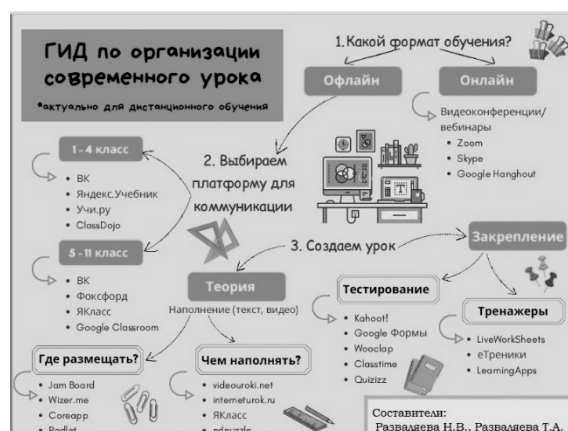 ГИД по организации
современного урока
*актуально для дистанционного обучения
1. Какой формат обучения?
Офлайн
Онлайн
Видеоконференции/
вебинары
• Zoom
• Skype
• Google Hanghout
2. Выбираем
платформу для
коммуникации
1 - 4 класс
• ВК
• Яндекс.Учебник
• Учи.ру
• ClassDojo
5 - 11 класс
• ВК
• Фоксфорд
• ЯКласс
• Google Classroom
3. Создаем урок
Теория
Наполнение (текст, видео)
Где размещать?
• Jam Board
• Wizer.me
• Coreapp
• Padlet
Чем наполнять?
• videouroki.net
• interneturok.ru
• ЯКласс
• edpuzzle
Закрепление
Тестирование
• Kahoot!
• Google Формы
• Wooclap
• Classtime
• Quizizz
Тренажеры
• LiveWorkSheets
• еТреники
• LearningApps
Составители:
Разваляева Н.В., Разваляева Т.А.